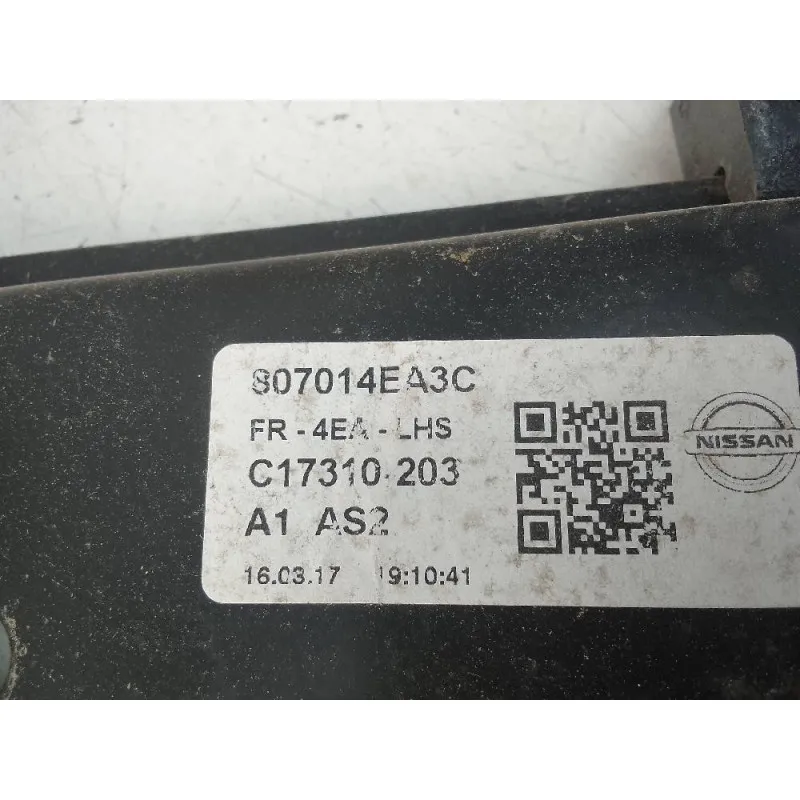 807014EA3C
FR - 4EA - LHS
C17310.203
A1 AS2
16.03.17 19:10:41
NISSAN